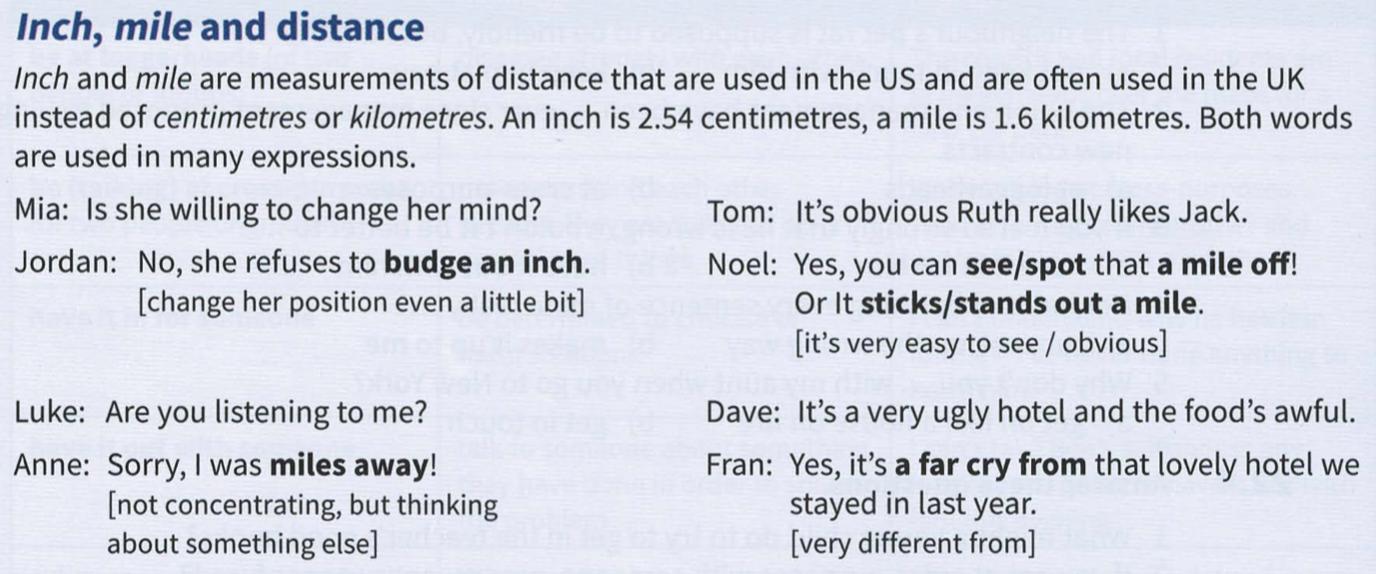 Inch, mile and distance
Inch and mile are measurements of distance that are used in the US and are often used in the UK
instead of centimetres or kilometres. An inch is 2.54 centimetres, a mile is 1.6 kilometres. Both words
are used in many expressions.
Mia: Is she willing to change her mind?
Jordan: No, she refuses to budge an inch.
[change her position even a little bit]
Tom: It's obvious Ruth really likes Jack.
Noel: Yes, you can see/spot that a mile off!
Or It sticks/stands out a mile.
[it's very easy to see / obvious]
Luke: Are you listening to me?
Anne: Sorry, I was miles away!
[not concentrating, but thinking
about something else]
Dave: It's a very ugly hotel and the food's awful.
Fran: Yes, it's a far cry from that lovely hotel we
stayed in last year.
[very different from]